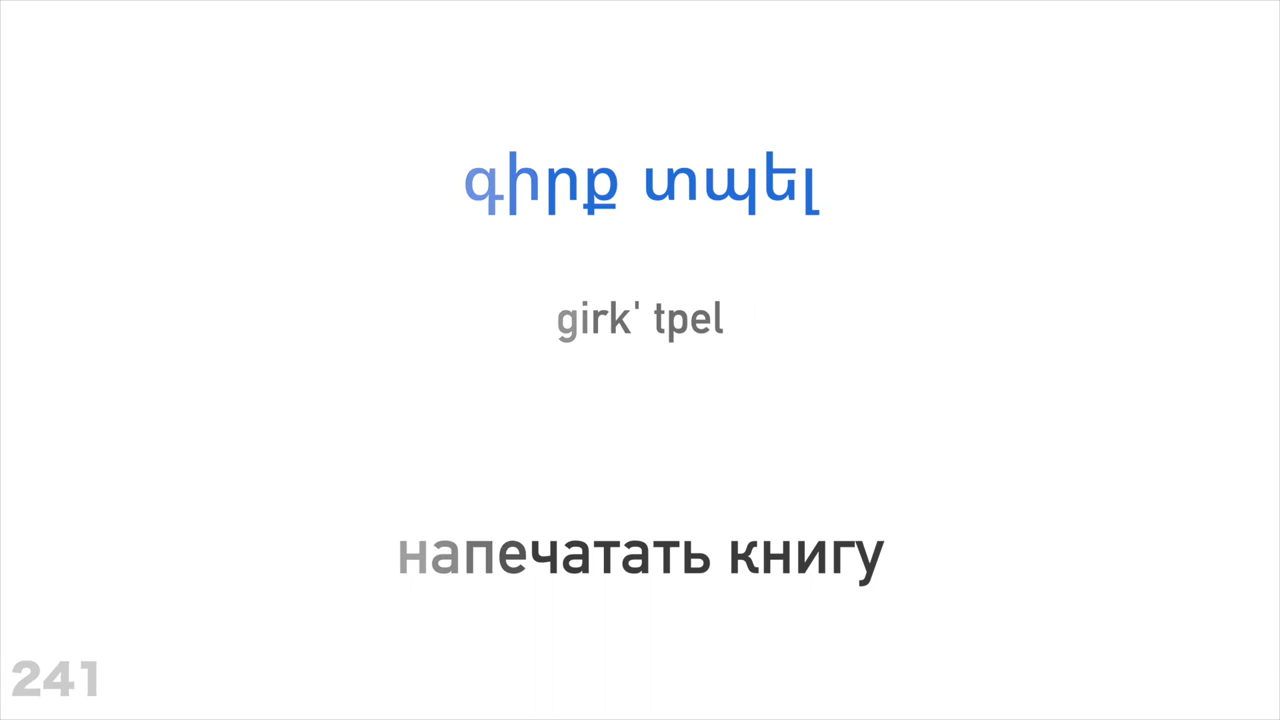 գիրք տպել
girk' tpel
напечатать книгу
241